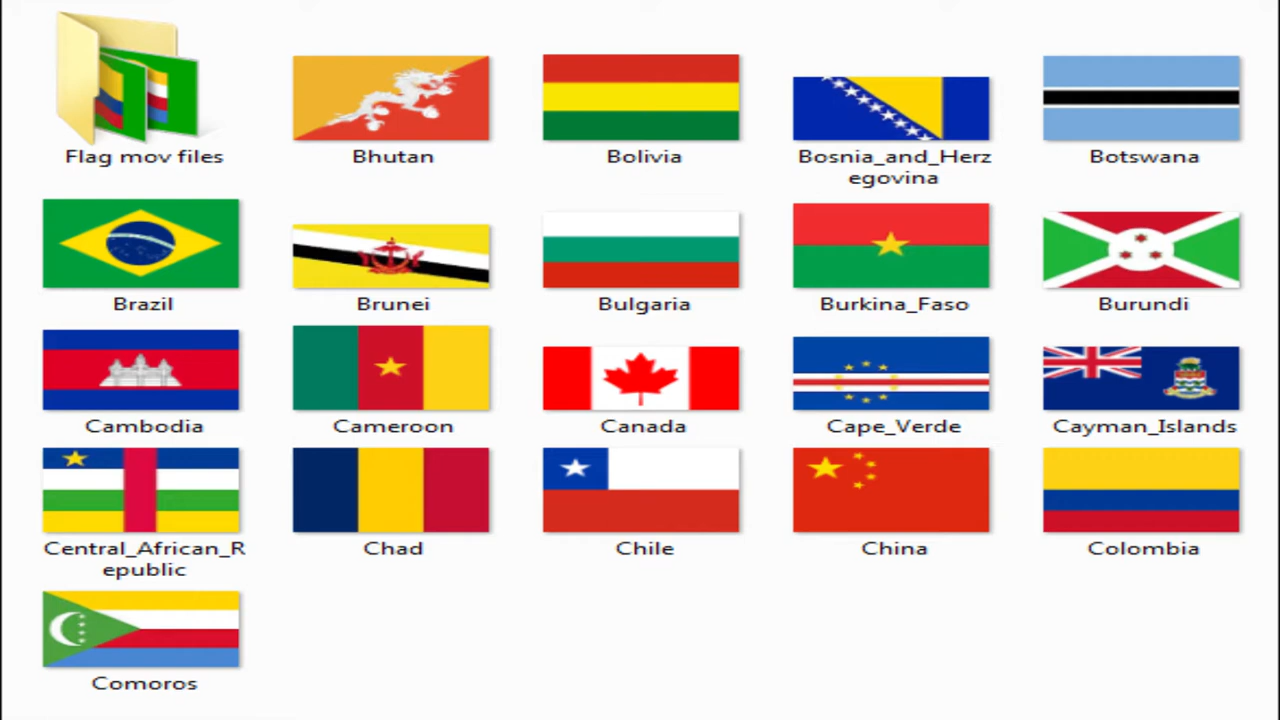 Flag mov files
Bhutan
Bolivia
Bosnia_and_Herz
egovina
Botswana
Brazil
Brunei
Bulgaria
Burkina_Faso
Burundi
Cambodia
Cameroon
Canada
Cape_Verde
Cayman_Islands
Central_African_R
epublic
Chad
Chile
China
Colombia
Comoros